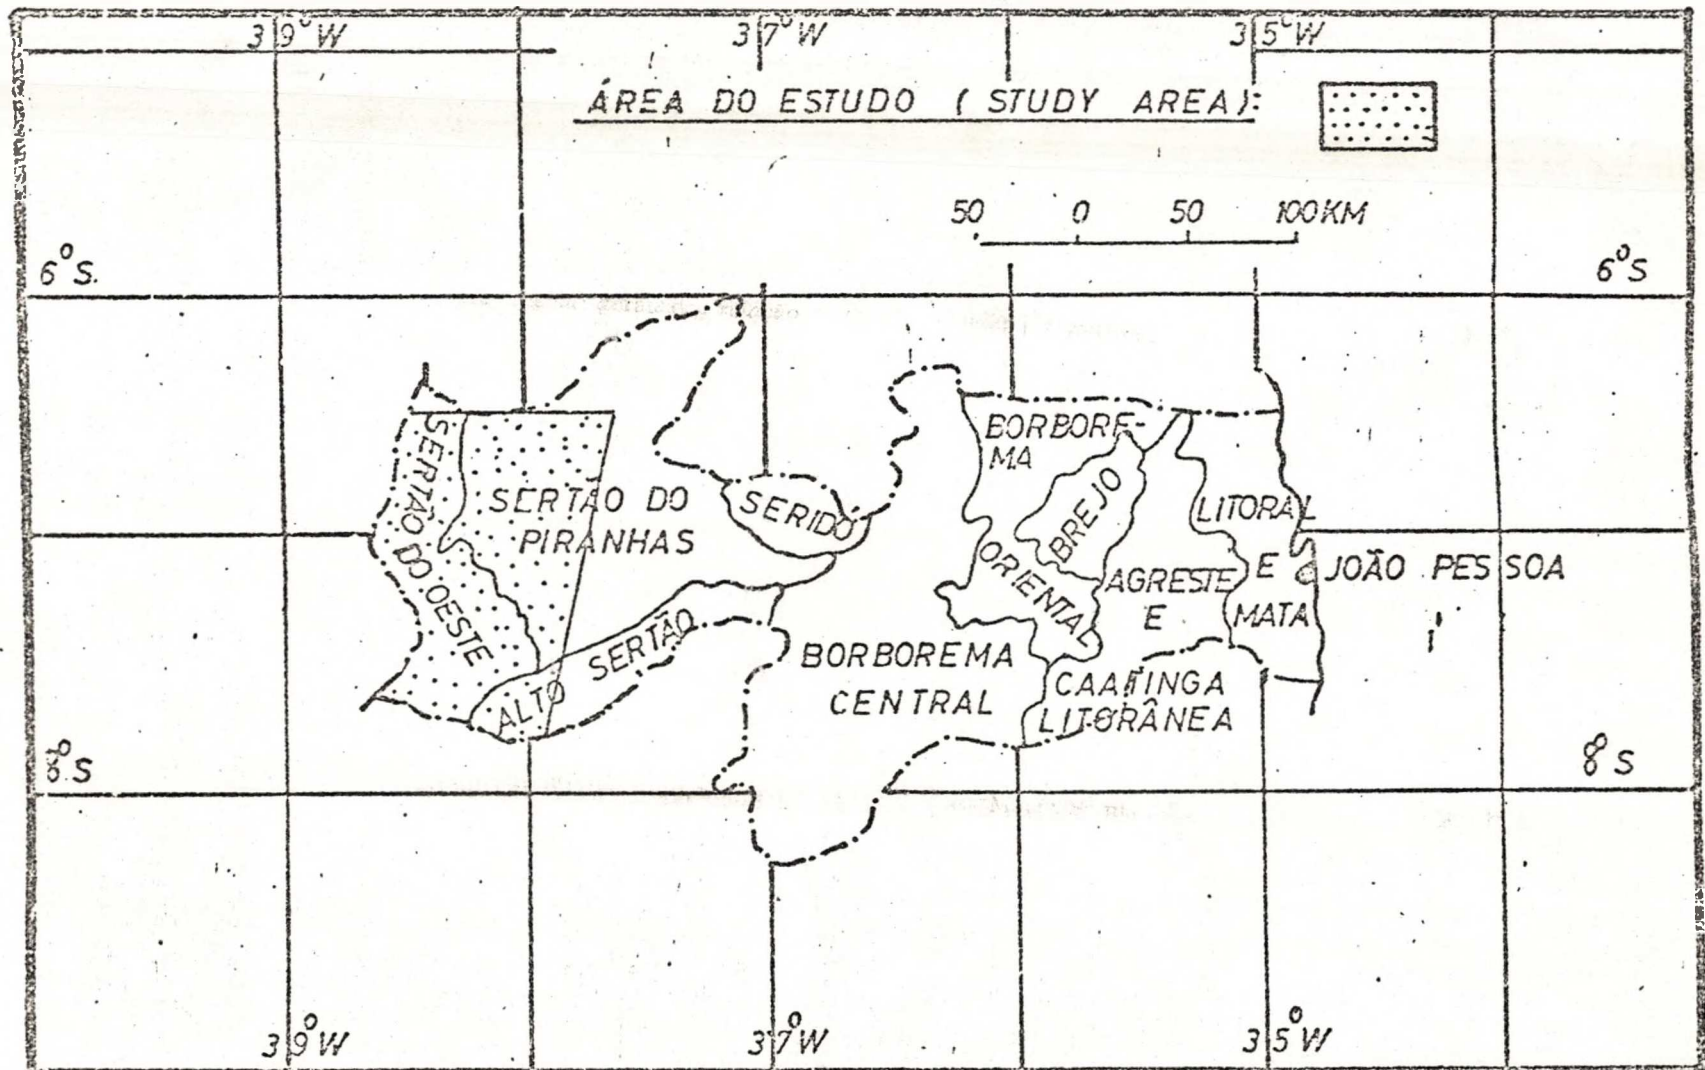 39°W 37°W 35°W
ÁREA DO ESTUDO ( STUDY AREA):
50 0 50 100KM
6°S. 6°S
SERTÃO DO OESTE
SERTÃO DO
PIRANHAS
SERIDÓ
ALTO SERTÃO
BORBORE-
MA
ORIENTAL
BREJO
LITORAL
E
MATA
JOÃO PESSOA
AGRESTE
E
CAATINGA
LITORÂNEA
BORBOREMA
CENTRAL
8°S 8°S
39°W 37°W 35°W